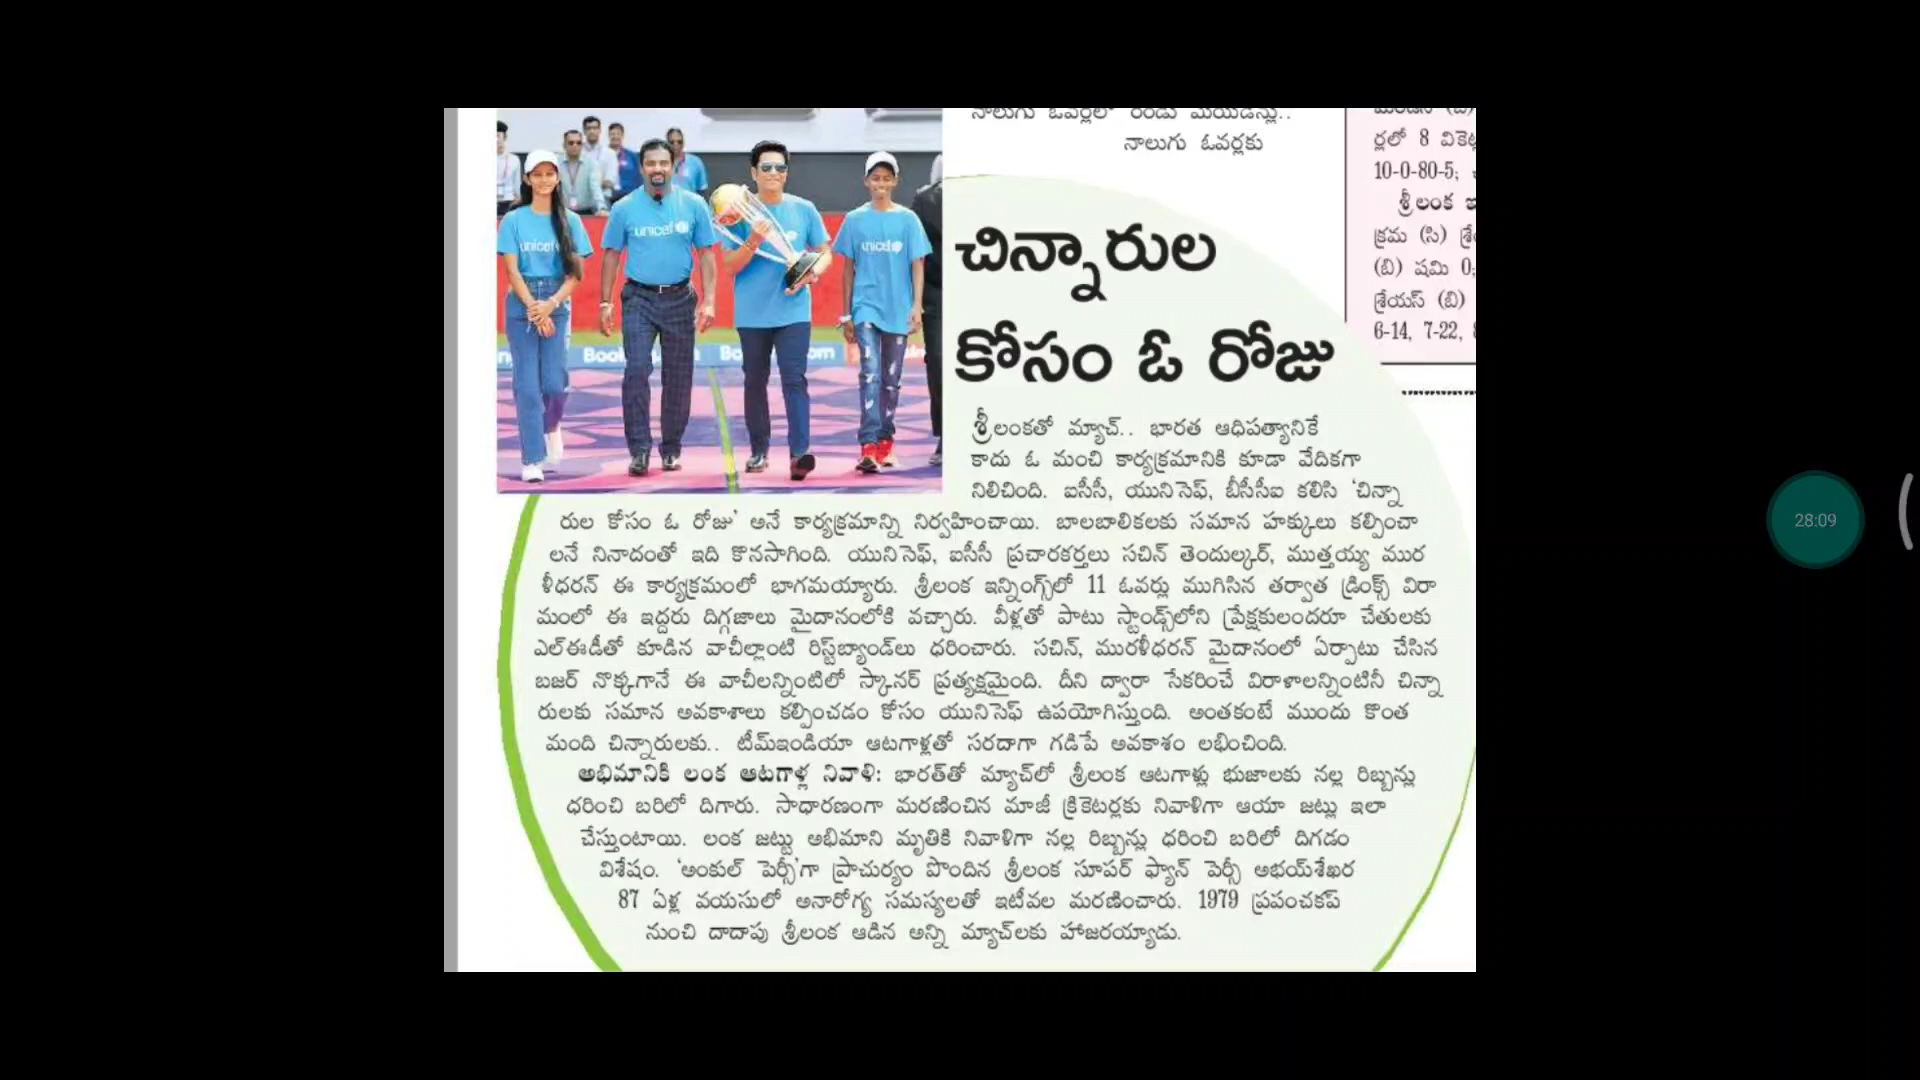 నాలుగు ఓవర్లలో రెండు మెయిడెన్లు..
నాలుగు ఓవర్లకు
చిన్నారుల
కోసం ఓ రోజు
శ్రీలంకతో మ్యాచ్.. భారత ఆధిపత్యానికే
కాదు ఓ మంచి కార్యక్రమానికి కూడా వేదికగా
నిలిచింది. ఐసీసీ, యునిసెఫ్, బీసీసీఐ కలిసి ‘చిన్నా
రుల కోసం ఓ రోజు’ అనే కార్యక్రమాన్ని నిర్వహించాయి. బాలబాలికలకు సమాన హక్కులు కల్పించా
లనే నినాదంతో ఇది కొనసాగింది. యునిసెఫ్, ఐసీసీ ప్రచారకర్తలు సచిన్ తెందుల్కర్, ముత్తయ్య ముర
ళీధరన్ ఈ కార్యక్రమంలో భాగమయ్యారు. శ్రీలంక ఇన్నింగ్స్‌లో 11 ఓవర్లు ముగిసిన తర్వాత డ్రింక్స్ విరా
మంలో ఈ ఇద్దరు దిగ్గజాలు మైదానంలోకి వచ్చారు. వీళ్లతో పాటు స్టాండ్స్‌లోని ప్రేక్షకులందరూ చేతులకు
ఎల్ఈడీతో కూడిన వాచీల్లాంటి రిస్ట్‌బ్యాండ్‌లు ధరించారు. సచిన్, మురళీధరన్ మైదానంలో ఏర్పాటు చేసిన
బజర్ నొక్కగానే ఈ వాచీలన్నింటిలో స్కానర్ ప్రత్యక్షమైంది. దీని ద్వారా సేకరించే విరాళాలన్నింటినీ చిన్నా
రులకు సమాన అవకాశాలు కల్పించడం కోసం యునిసెఫ్ ఉపయోగిస్తుంది. అంతకంటే ముందు కొంత
మంది చిన్నారులకు.. టీమ్ఇండియా ఆటగాళ్లతో సరదాగా గడిపే అవకాశం లభించింది.
అభిమానికి లంక ఆటగాళ్ల నివాళి: భారత్‌తో మ్యాచ్‌లో శ్రీలంక ఆటగాళ్లు భుజాలకు నల్ల రిబ్బన్లు
ధరించి బరిలో దిగారు. సాధారణంగా మరణించిన మాజీ క్రికెటర్లకు నివాళిగా ఆయా జట్లు ఇలా
చేస్తుంటాయి. లంక జట్టు అభిమాని మృతికి నివాళిగా నల్ల రిబ్బన్లు ధరించి బరిలో దిగడం
విశేషం. ‘అంకుల్ పెర్సీ’గా ప్రాచుర్యం పొందిన శ్రీలంక సూపర్ ఫ్యాన్ పెర్సీ అభయ్‌శేఖర
87 ఏళ్ల వయసులో అనారోగ్య సమస్యలతో ఇటీవల మరణించారు. 1979 ప్రపంచకప్
నుంచి దాదాపు శ్రీలంక ఆడిన అన్ని మ్యాచ్‌లకు హాజరయ్యాడు.
ర్లలో 8 వికెట్ల
10-0-80-5;
శ్రీలంక ఇ
క్రమ (సి) శ్రే
(బి) షమి 0;
శ్రేయస్ (బి)
6-14, 7-22,
unicef
unicef
unicef
28:09